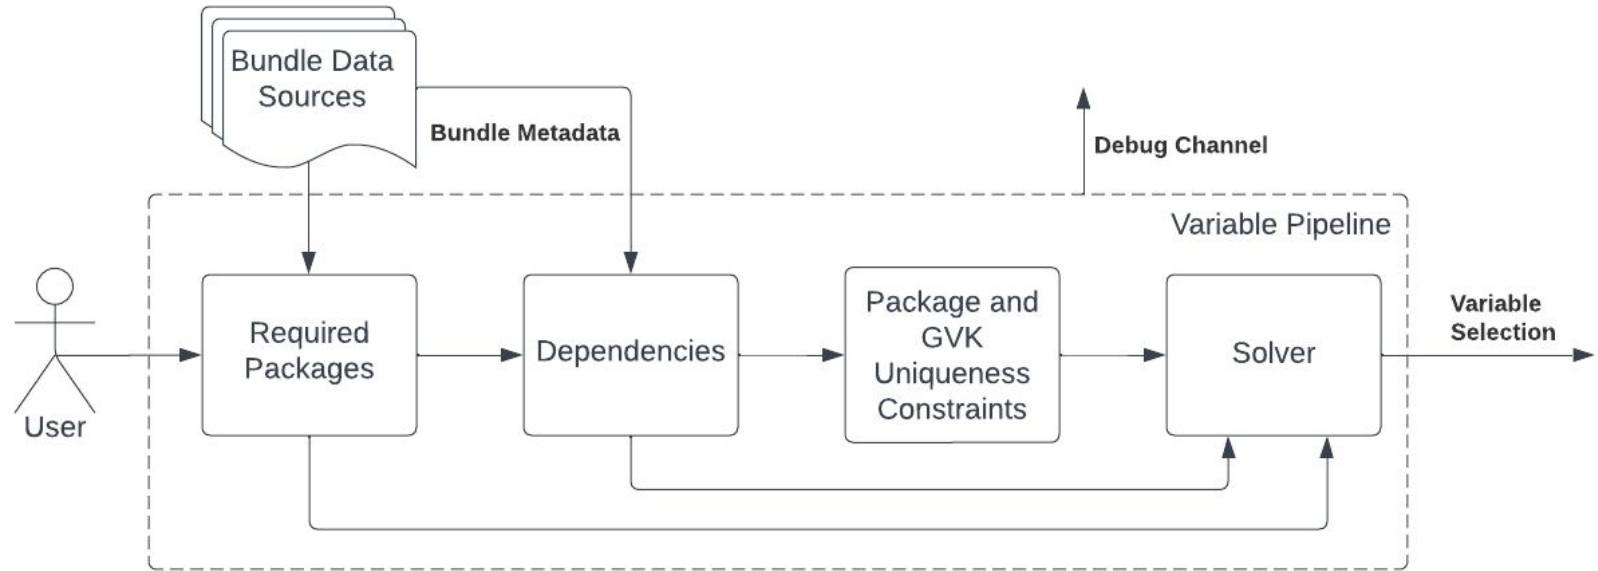 Bundle Data
Sources
Bundle Metadata
Debug Channel
Variable Pipeline
User
Required
Packages
Dependencies
Package and
GVK
Uniqueness
Constraints
Solver
Variable
Selection